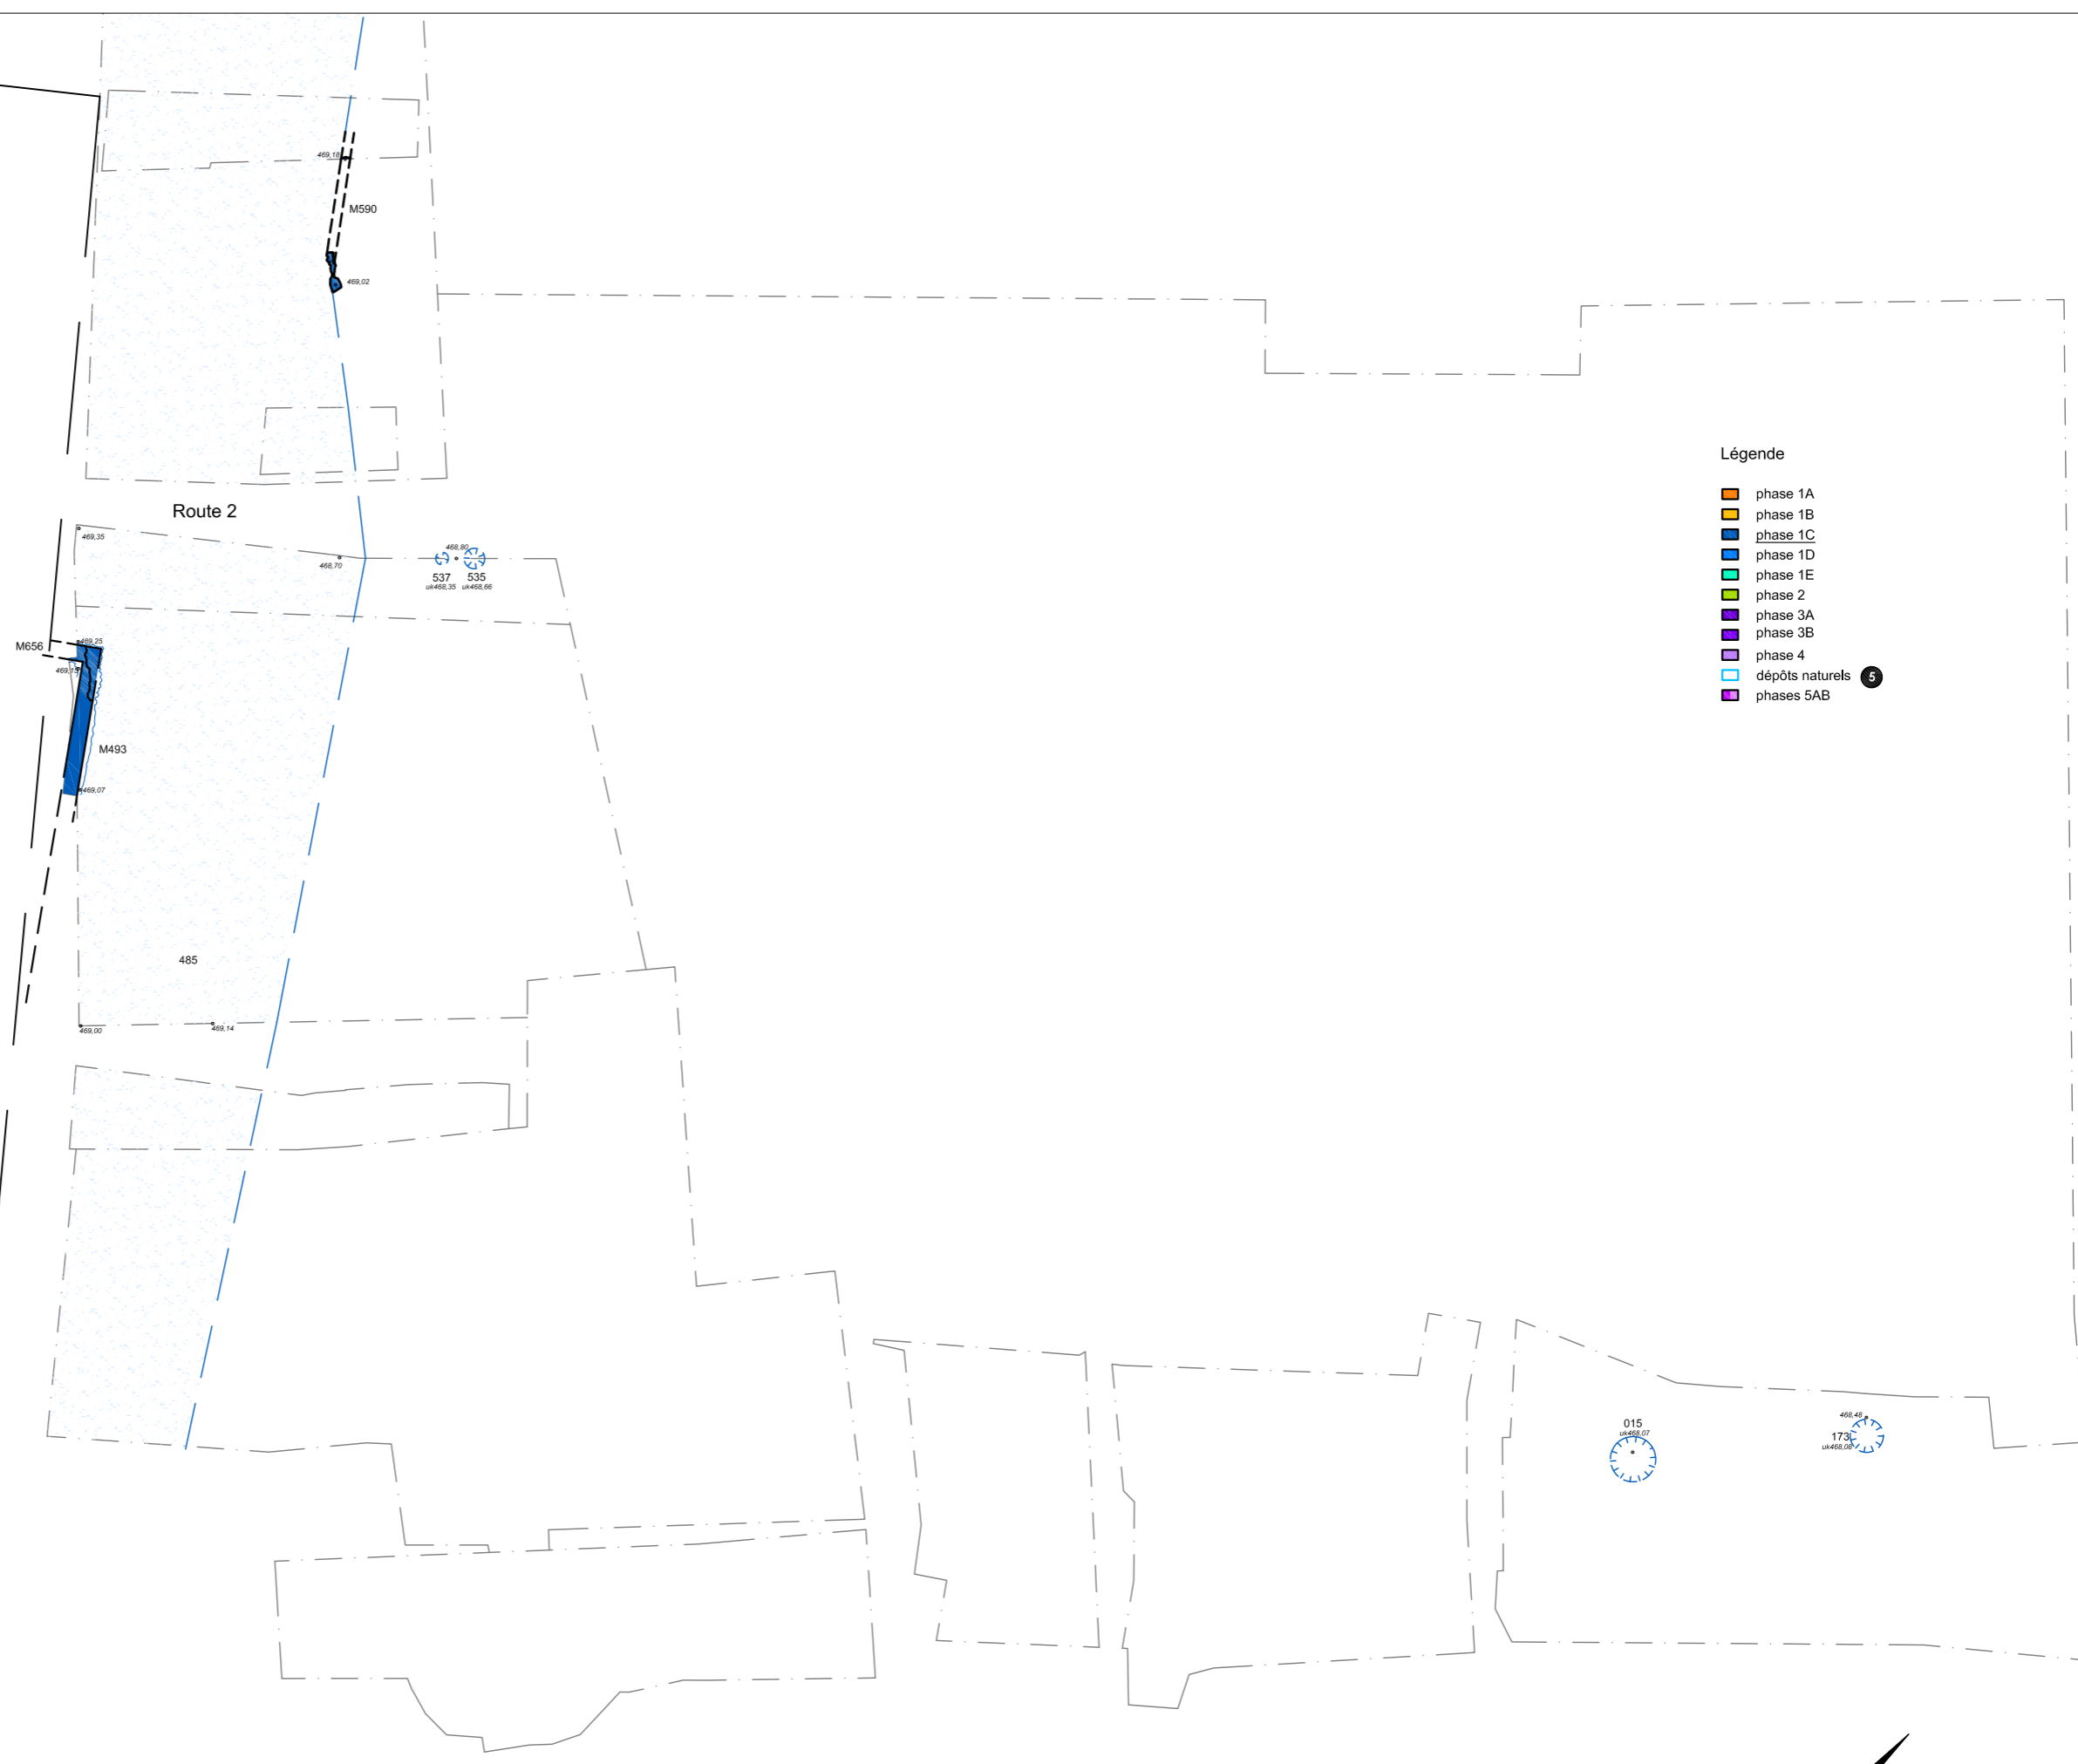 469,18
M590
469,02
Légende
phase 1A
phase 1B
phase 1C
phase 1D
phase 1E
phase 2
phase 3A
phase 3B
phase 4
dépôts naturels 5
phases 5AB
Route 2
469,35
468,70
468,80
537
uk468,35
535
uk468,66
M656
469,25
469,15
M493
469,07
485
469,00
469,14
015
uk468,07
468,48
173
uk468,08